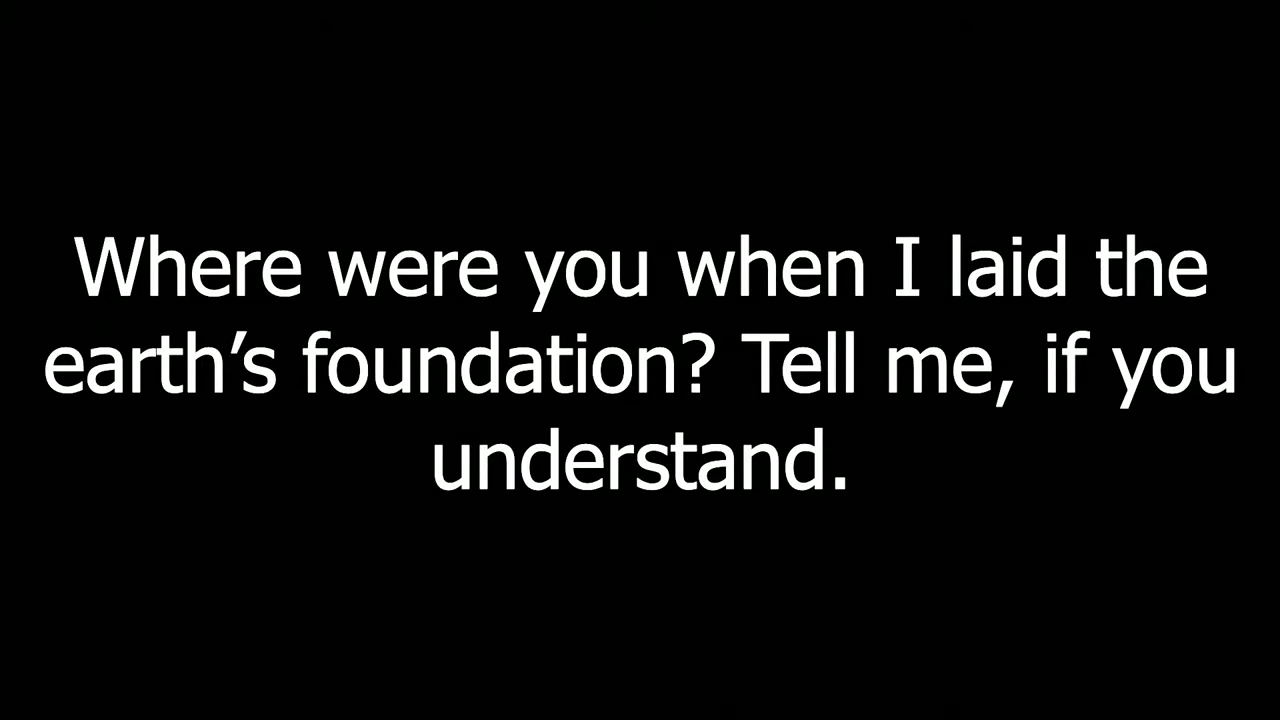 Where were you when I laid the
earth’s foundation? Tell me, if you
understand.